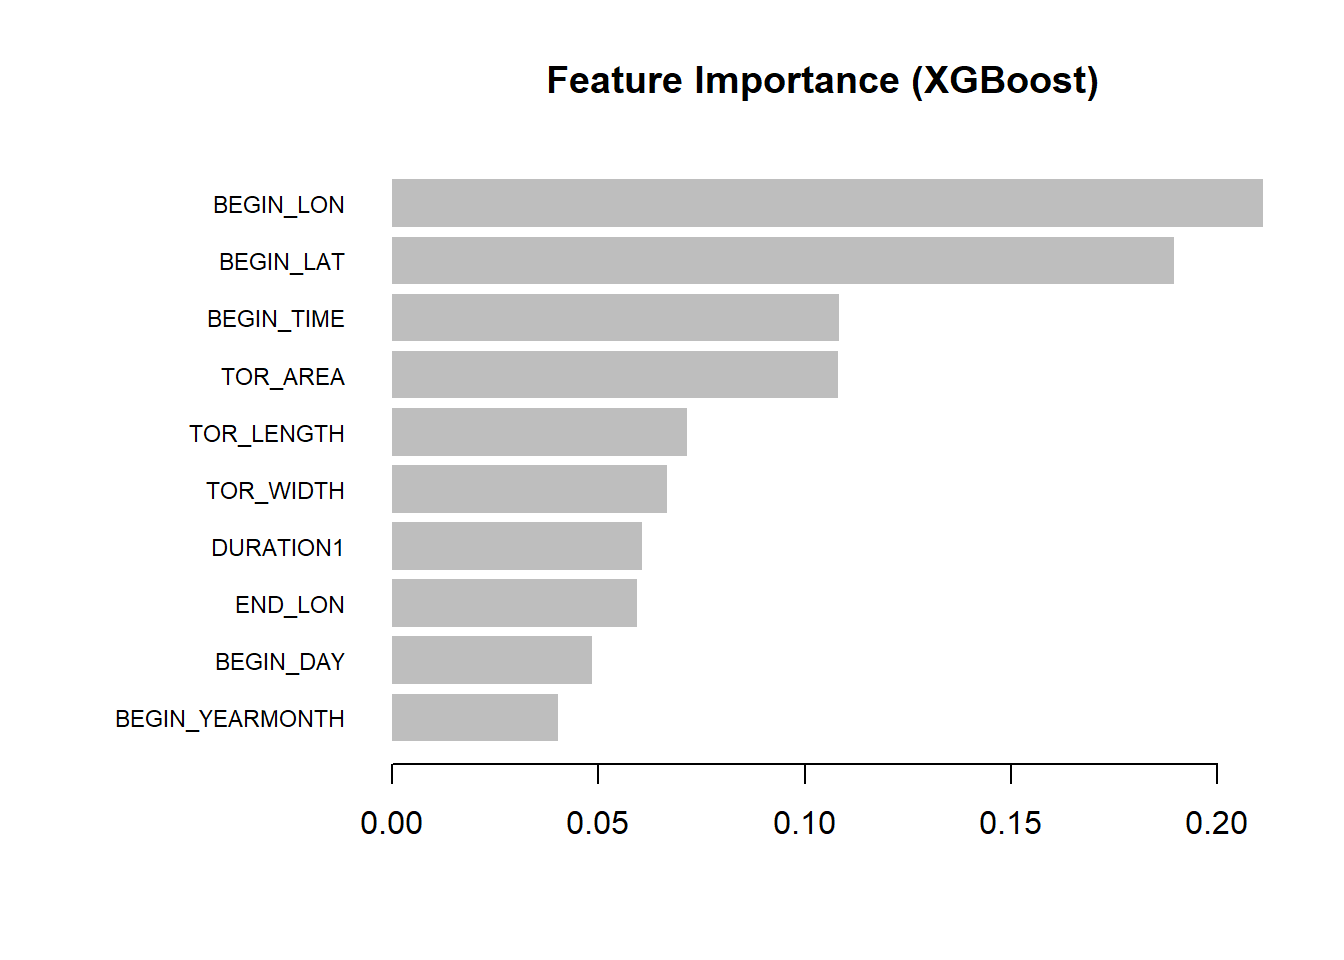 Feature Importance (XGBoost)
BEGIN_LON
BEGIN_LAT
BEGIN_TIME
TOR_AREA
TOR_LENGTH
TOR_WIDTH
DURATION1
END_LON
BEGIN_DAY
BEGIN_YEARMONTH
0.00 0.05 0.10 0.15 0.20